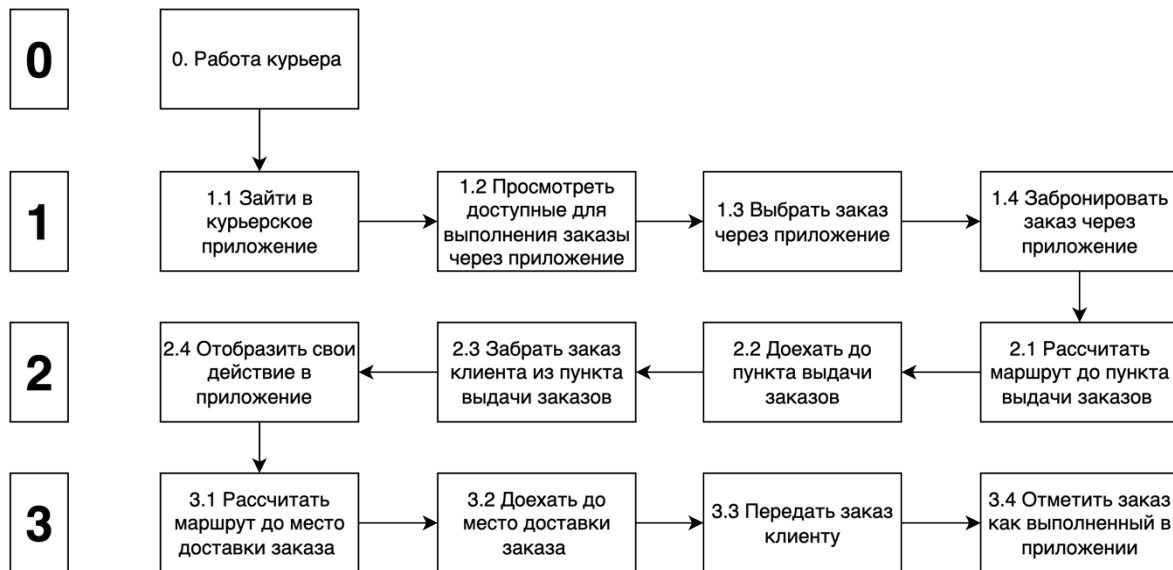 0
0. Работа курьера
1
1.1 Зайти в
курьерское
приложение
1.2 Просмотреть
доступные для
выполнения заказы
через приложение
1.3 Выбрать заказ
через приложение
1.4 Забронировать
заказ через
приложение
2
2.4 Отобразить свои
действие в
приложение
2.3 Забрать заказ
клиента из пункта
выдачи заказов
2.2 Доехать до
пункта выдачи
заказов
2.1 Рассчитать
маршрут до пункта
выдачи заказов
3
3.1 Рассчитать
маршрут до место
доставки заказа
3.2 Доехать до
место доставки
заказа
3.3 Передать заказ
клиенту
3.4 Отметить заказ
как выполненный в
приложении